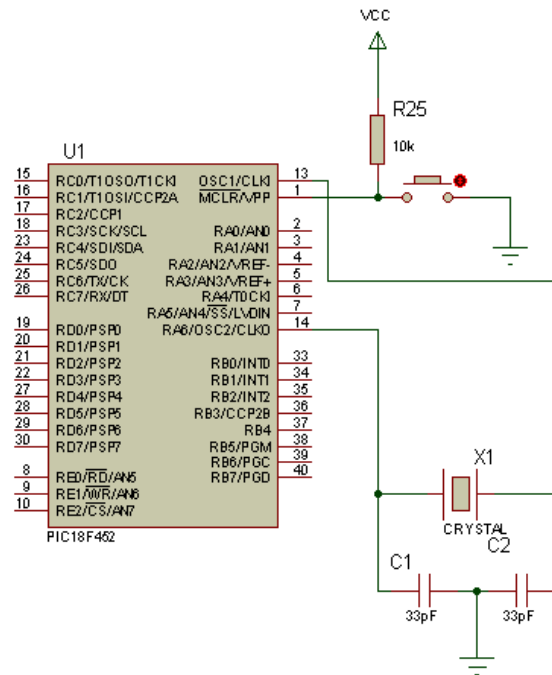 VCC
R25
10k
U1
15 RC0/T1OSO/T1CKI
16 RC1/T1OSI/CCP2A
17 RC2/CCP1
18 RC3/SCK/SCL
23 RC4/SDI/SDA
24 RC5/SDO
25 RC6/TX/CK
26 RC7/RX/DT
19 RD0/PSP0
20 RD1/PSP1
21 RD2/PSP2
22 RD3/PSP3
27 RD4/PSP4
28 RD5/PSP5
29 RD6/PSP6
30 RD7/PSP7
8 RE0/RD/AN5
9 RE1/WR/AN6
10 RE2/CS/AN7
OSC1/CLKI 13
MCLR/VPP 1
RA0/AN0 2
RA1/AN1 3
RA2/AN2/VREF- 4
RA3/AN3/VREF+ 5
RA4/T0CKI 6
RA5/AN4/SS/LVDIN 7
RA6/OSC2/CLKO 14
RB0/INT0 33
RB1/INT1 34
RB2/INT2 35
RB3/CCP2B 36
RB4 37
RB5/PGM 38
RB6/PGC 39
RB7/PGD 40
PIC18F452
X1
CRYSTAL
C1
33pF
C2
33pF